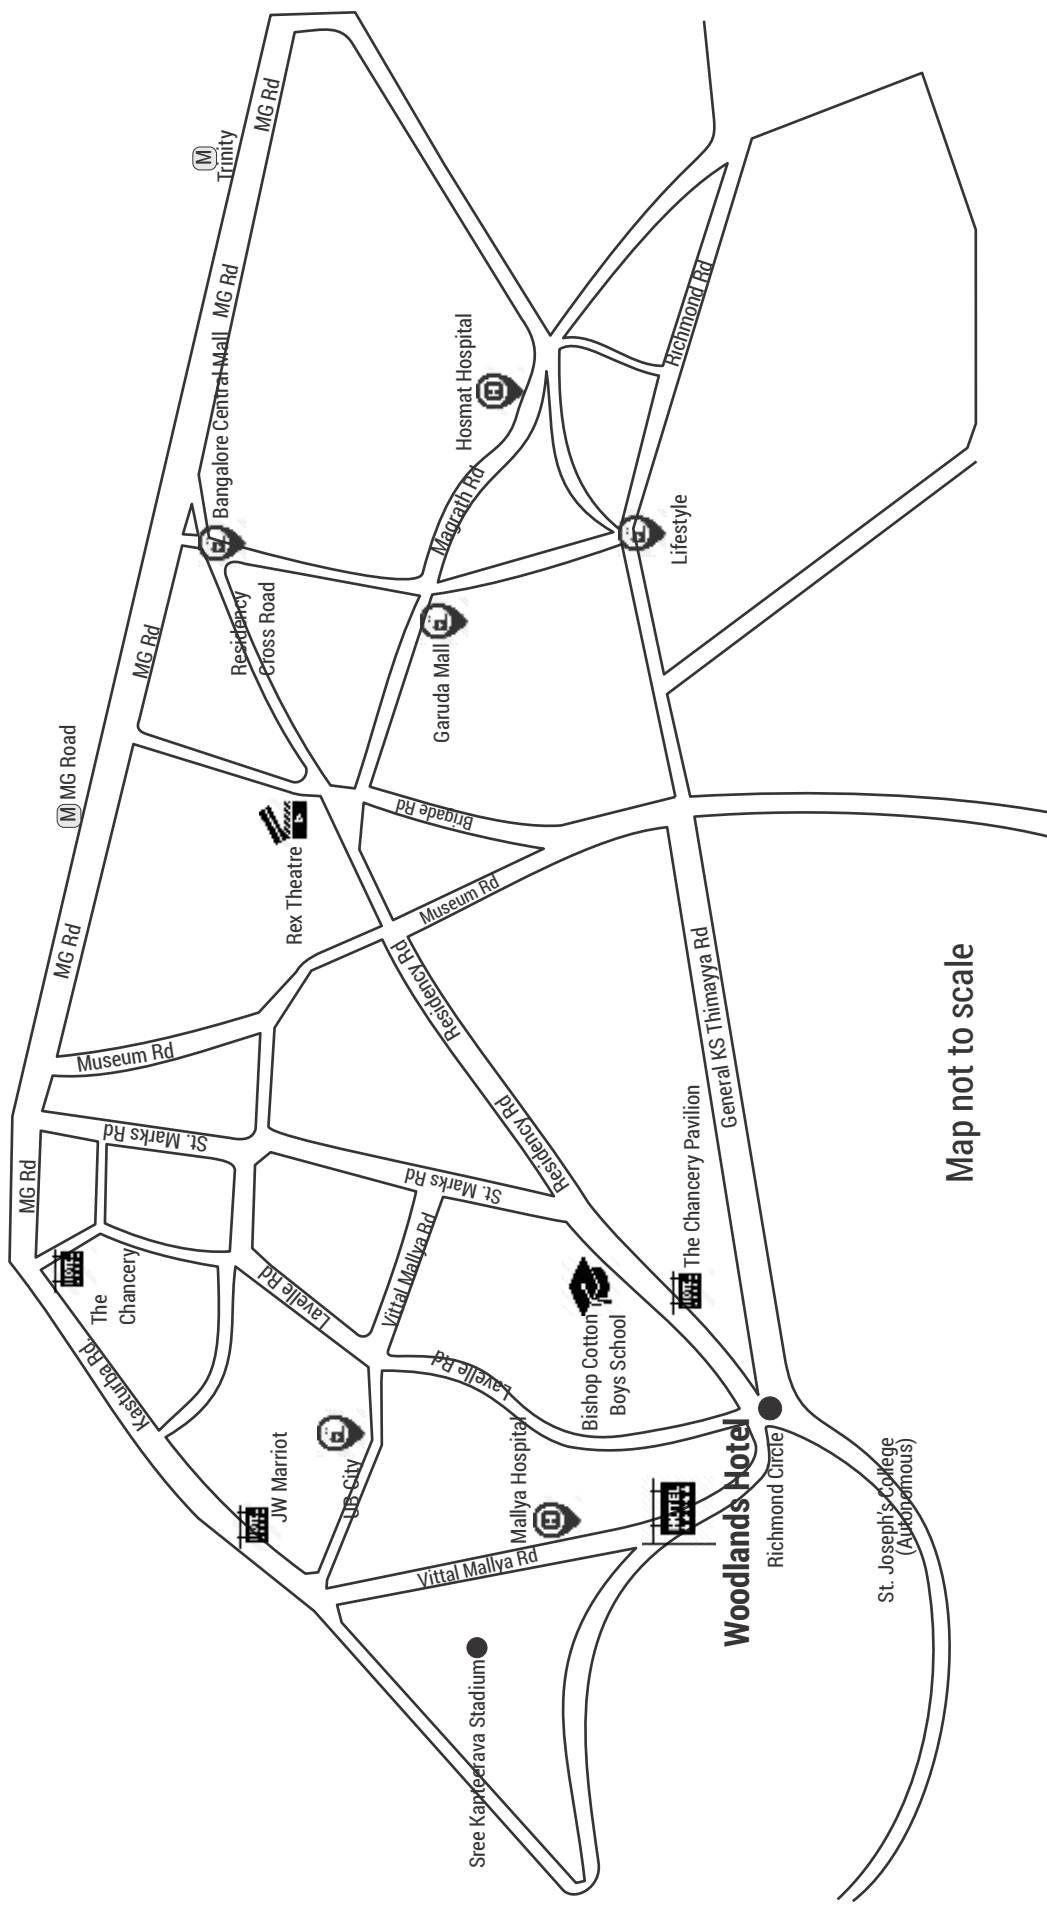 MG Rd
Kasturba Rd.
The
Chancery
MG Rd
St. Marks Rd
Museum Rd
M MG Road
MG Rd
MG Rd
M
Trinity
MG Rd
Bangalore Central Mall
Residency
Cross Road
Rex Theatre
Lavelle Rd
JW Marriot
UB City
Vittal Mallya Rd
St. Marks Rd
Residency Rd
Museum Rd
Brigade Rd
Garuda Mall
Magrath Rd
Hosmat Hospital
Sree Kanteerava Stadium
Vittal Mallya Rd
Mallya Hospital
Lavelle Rd
Bishop Cotton
Boys School
Residency Rd
HOTEL
Woodlands Hotel
Richmond Circle
The Chancery Pavilion
General KS Thimayya Rd
Lifestyle
Richmond Rd
St. Joseph's College
(Autonomous)
Map not to scale